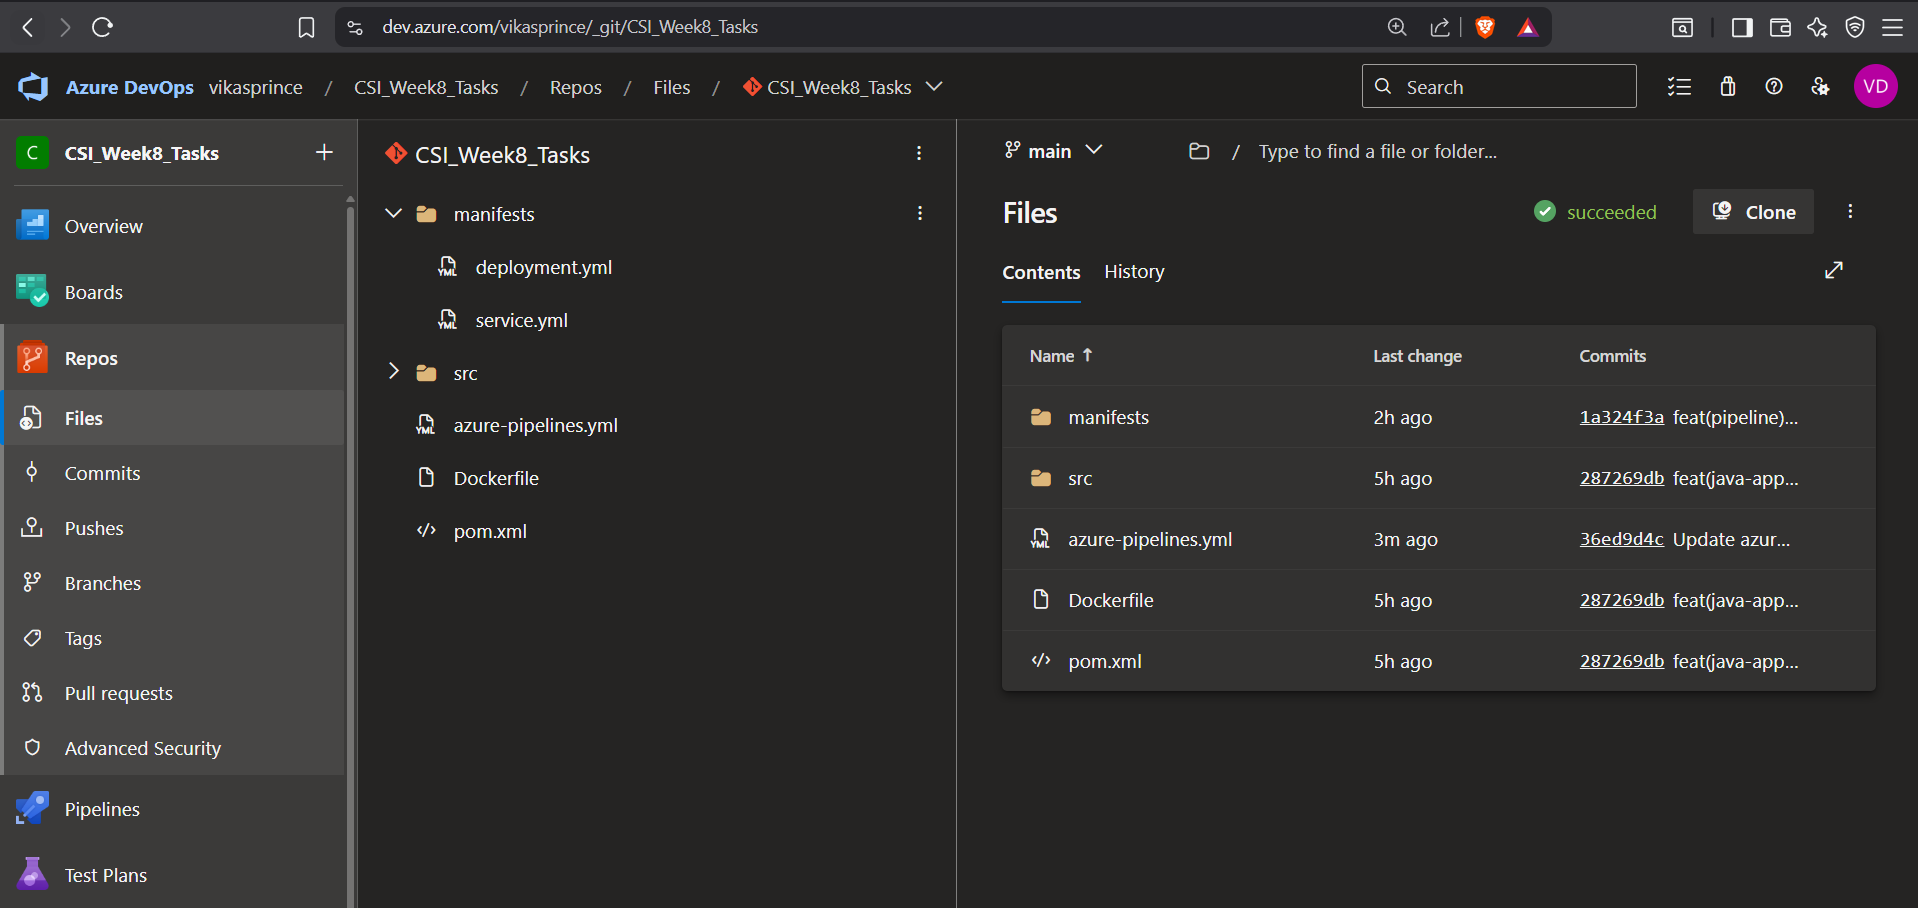 dev.azure.com/vikasprince/_git/CSI_Week8_Tasks
Azure DevOps vikasprince / CSI_Week8_Tasks / Repos / Files / CSI_Week8_Tasks
Search
VD
C CSI_Week8_Tasks
Overview
Boards
Repos
Files
Commits
Pushes
Branches
Tags
Pull requests
Advanced Security
Pipelines
Test Plans
CSI_Week8_Tasks
manifests
YML deployment.yml
YML service.yml
src
YML azure-pipelines.yml
Dockerfile
pom.xml
main
/ Type to find a file or folder...
Files
succeeded
Clone
Contents History
Name ↑ Last change Commits
manifests 2h ago 1a324f3a feat(pipeline)...
src 5h ago 287269db feat(java-app...
YML azure-pipelines.yml 3m ago 36ed9d4c Update azur...
Dockerfile 5h ago 287269db feat(java-app...
pom.xml 5h ago 287269db feat(java-app...